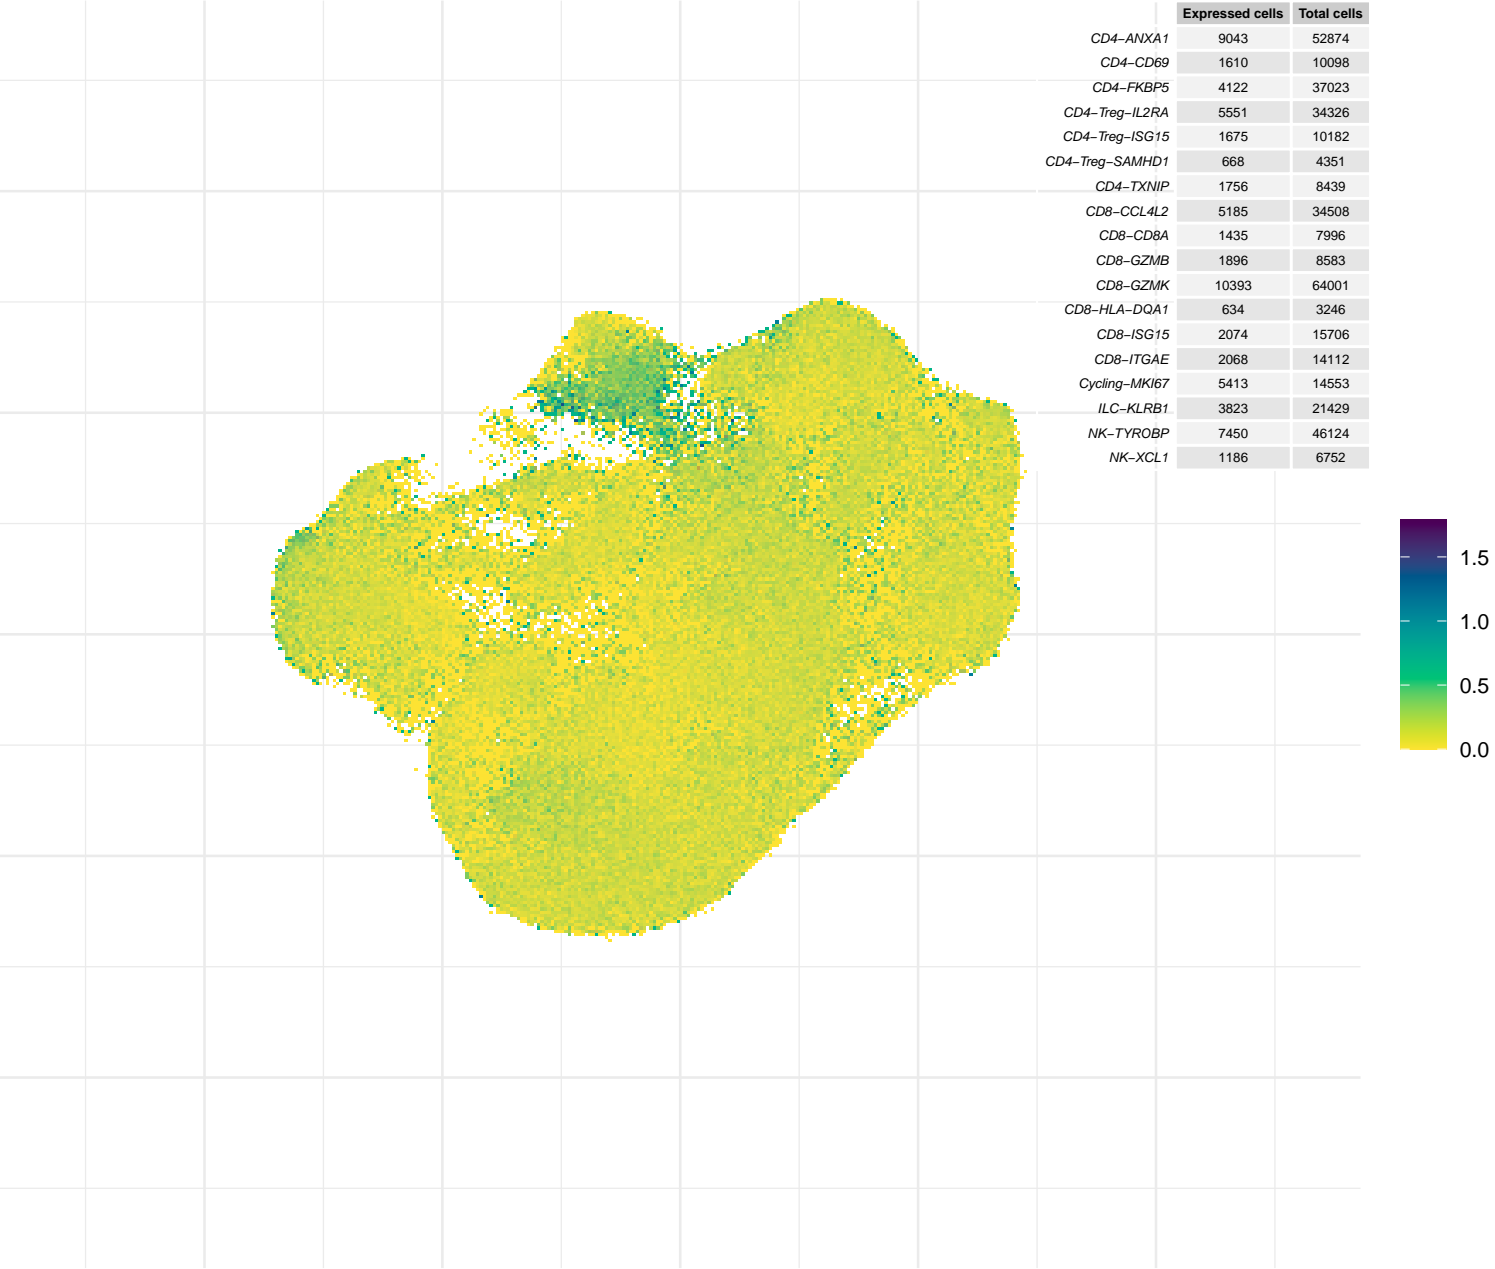 Expressed cells Total cells
CD4−ANXA1 9043 52874
CD4−CD69 1610 10098
CD4−FKBP5 4122 37023
CD4−Treg−IL2RA 5551 34326
CD4−Treg−ISG15 1675 10182
CD4−Treg−SAMHD1 668 4351
CD4−TXNIP 1756 8439
CD8−CCL4L2 5185 34508
CD8−CD8A 1435 7996
CD8−GZMB 1896 8583
CD8−GZMK 10393 64001
CD8−HLA−DQA1 634 3246
CD8−ISG15 2074 15706
CD8−ITGAE 2068 14112
Cycling−MKI67 5413 14553
ILC−KLRB1 3823 21429
NK−TYROBP 7450 46124
NK−XCL1 1186 6752
1.5
1.0
0.5
0.0